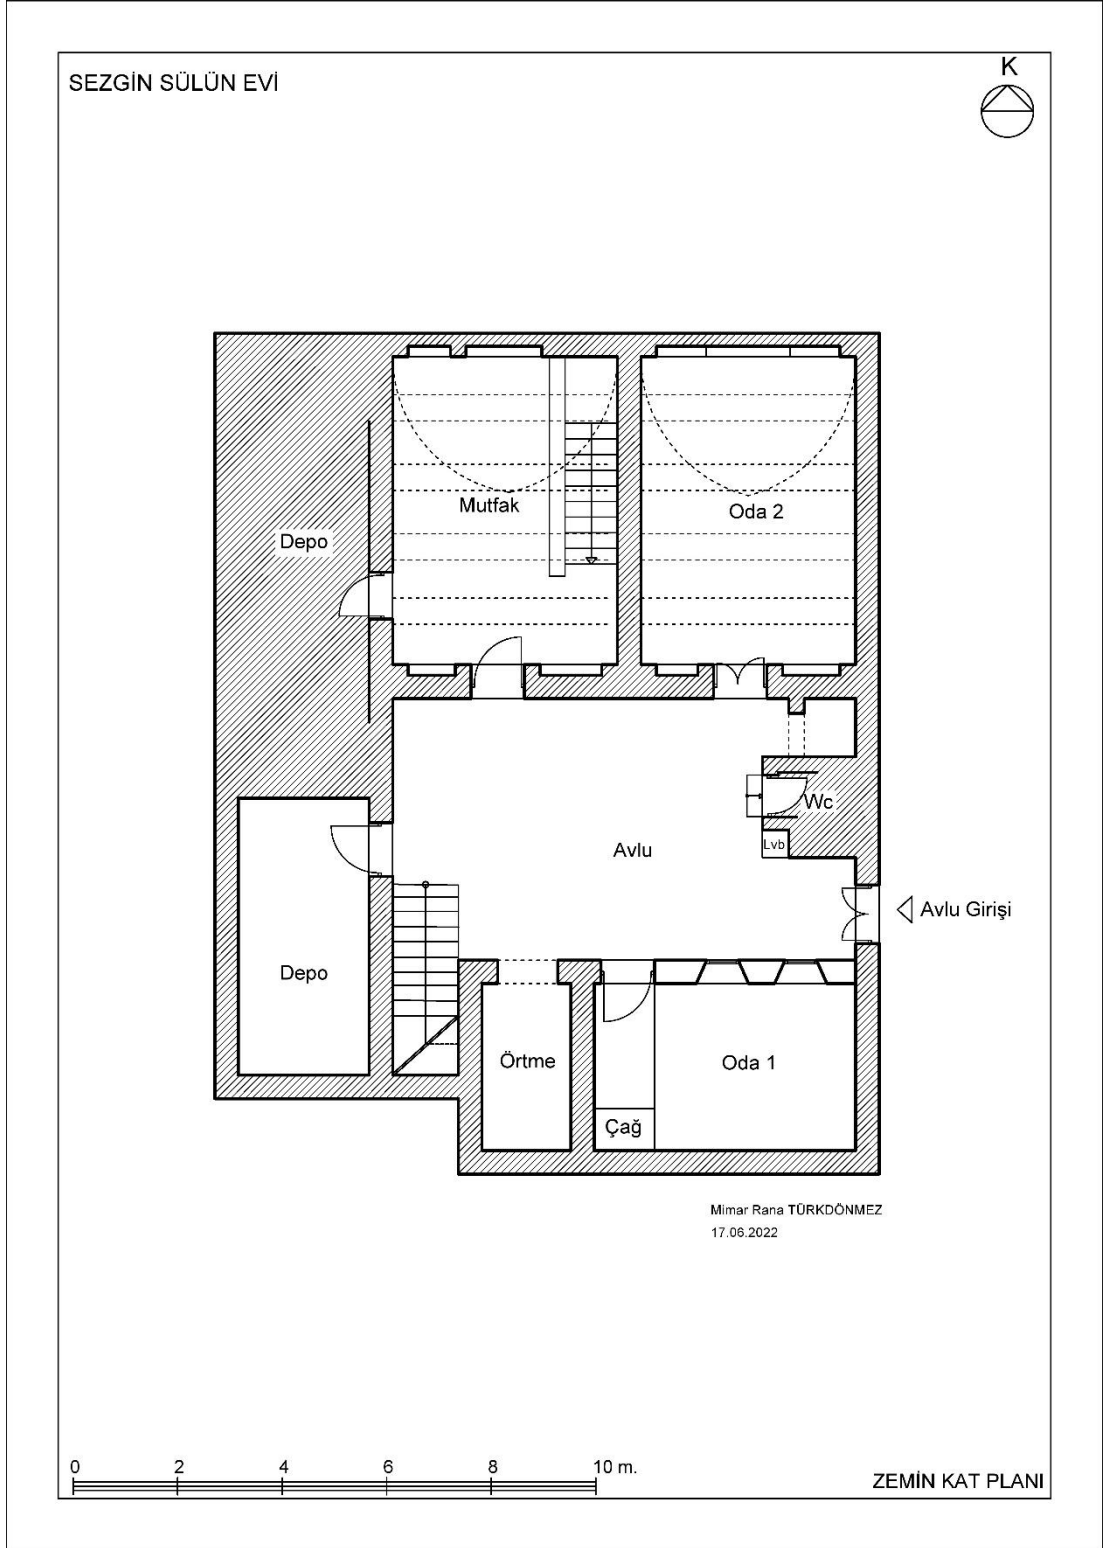 K
SEZGİN SÜLÜN EVİ
Mutfak
Oda 2
Depo
Wc
Lvb
Avlu
Avlu Girişi
Depo
Örtme
Oda 1
Çağ
Mimar Rana TÜRKDÖNMEZ
17.06.2022
0 2 4 6 8 10 m.
ZEMİN KAT PLANI